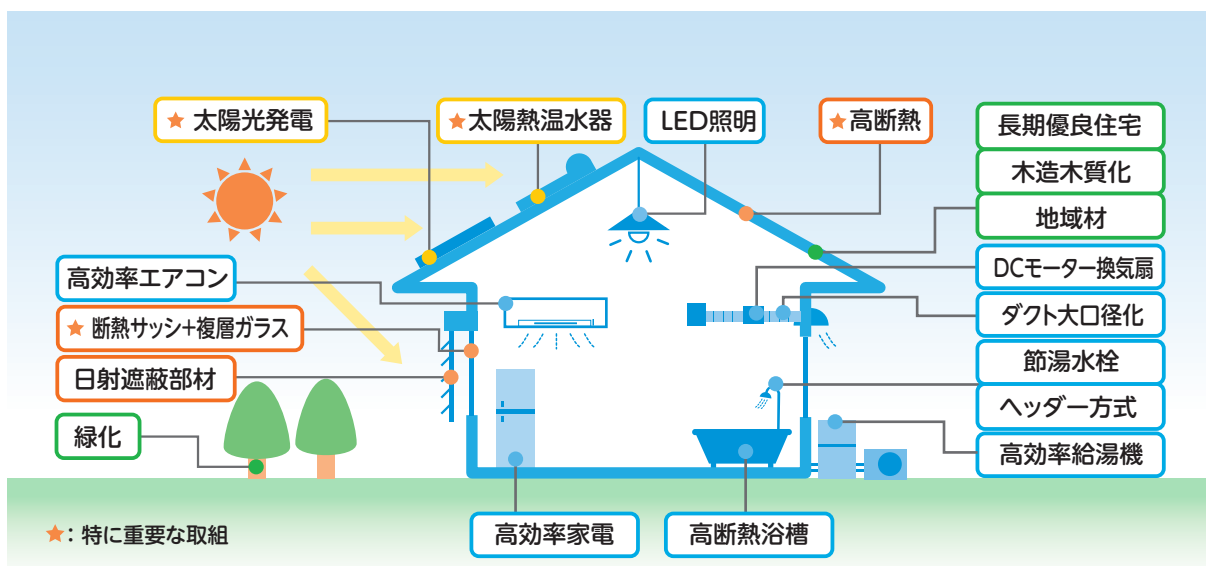 ★ 太陽光発電
★太陽熱温水器
LED照明
★高断熱
長期優良住宅
木造木質化
地域材
DCモーター換気扇
ダクト大口径化
節湯水栓
ヘッダー方式
高効率給湯機
高効率エアコン
★ 断熱サッシ+複層ガラス
日射遮蔽部材
緑化
高効率家電
高断熱浴槽
★：特に重要な取組